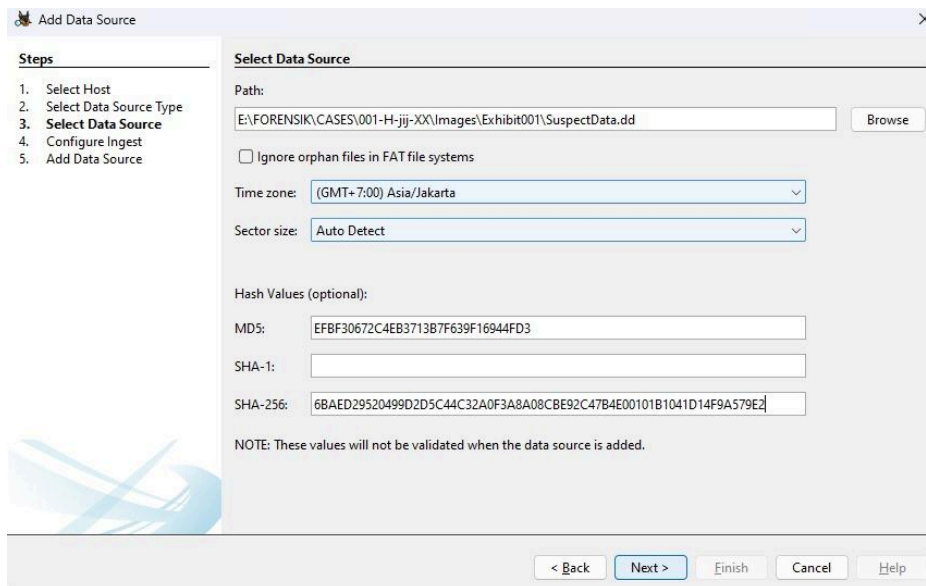 Add Data Source
Steps
1. Select Host
2. Select Data Source Type
3. Select Data Source
4. Configure Ingest
5. Add Data Source
Select Data Source
Path:
E:\FORENSIK\CASES\001-H-jij-XX\Images\Exhibit001\SuspectData.dd
Browse
Ignore orphan files in FAT file systems
Time zone: (GMT+7:00) Asia/Jakarta
Sector size: Auto Detect
Hash Values (optional):
MD5: EFBF30672C4EB3713B7F639F16944FD3
SHA-1:
SHA-256: 6BAED29520499D2D5C44C32A0F3A8A08CBE92C47B4E00101B1041D14F9A579E2
NOTE: These values will not be validated when the data source is added.
< Back Next > Finish Cancel Help